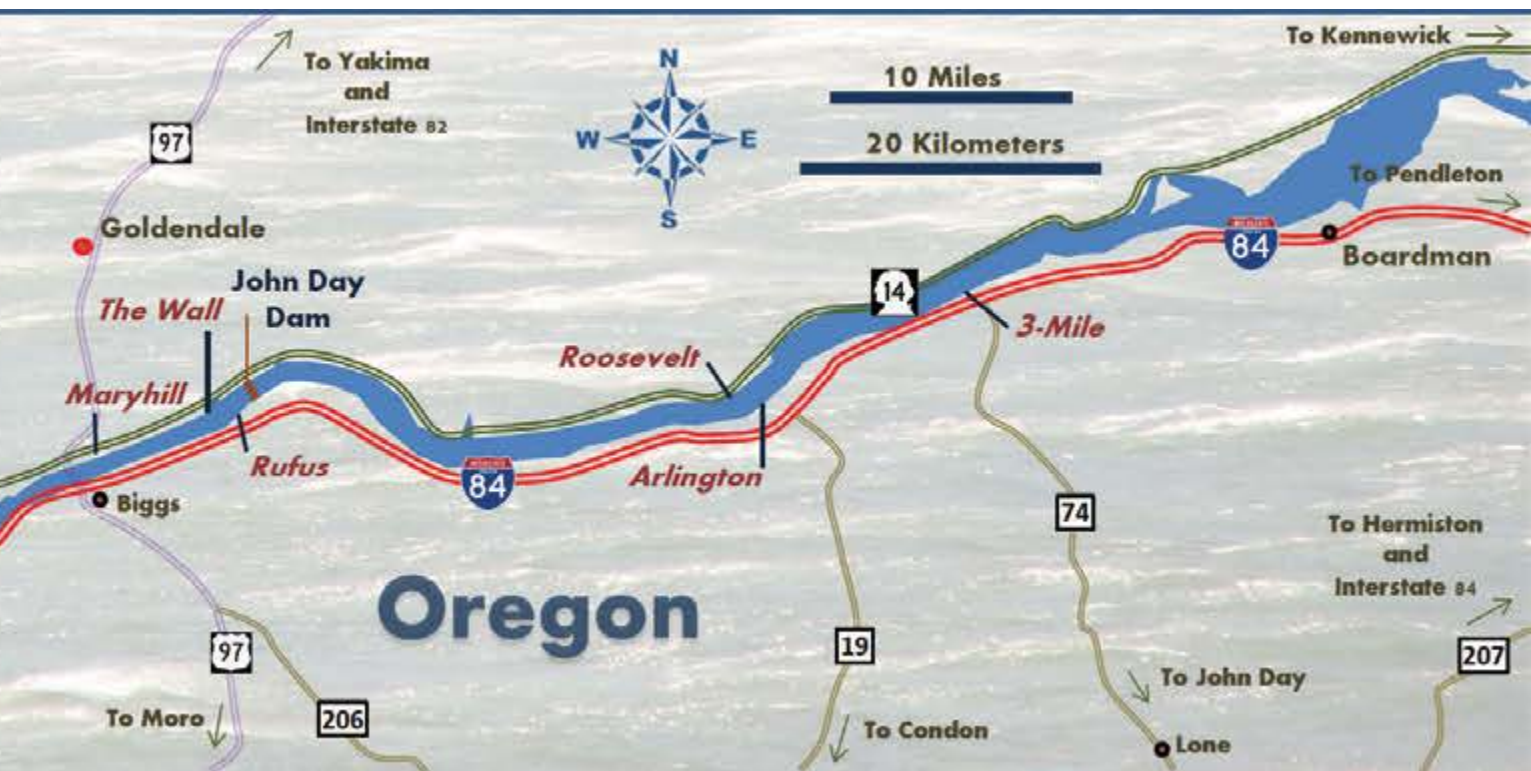 To Kennewick
To Yakima
and
Interstate 82
N
W
E
S
10 Miles
20 Kilometers
97
To Pendleton
Goldendale
84
Boardman
John Day
Dam
The Wall
14
3-Mile
Roosevelt
Maryhill
Rufus
84
Arlington
Biggs
74
To Hermiston
and
Interstate 84
Oregon
97
19
207
To Moro
206
To Condon
To John Day
Lone